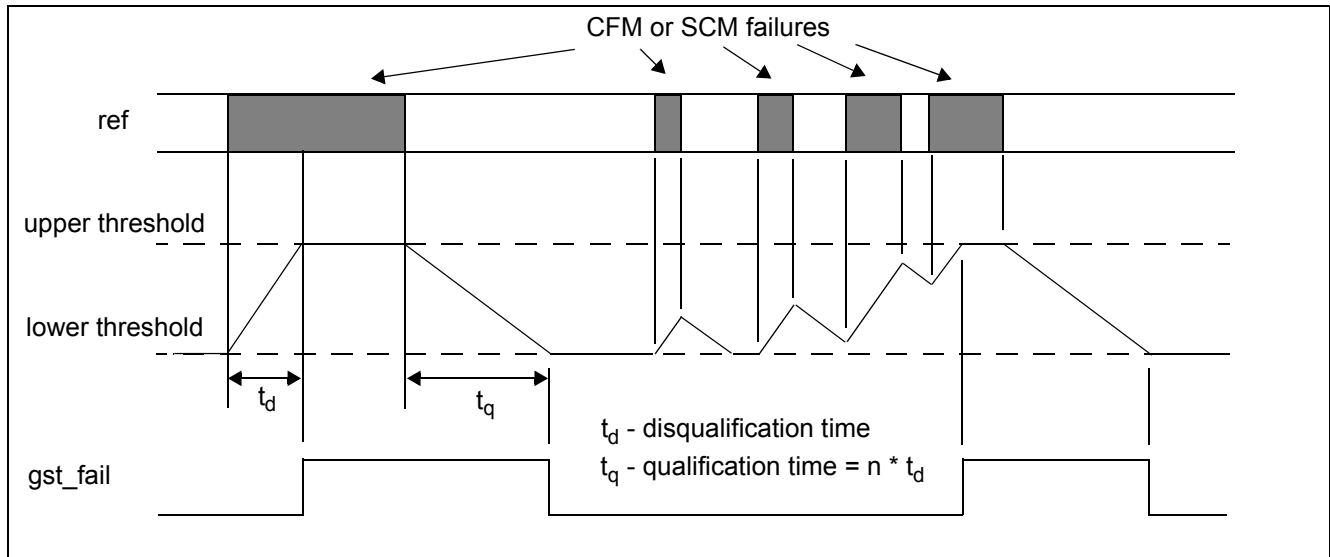 CFM or SCM failures
ref
upper threshold
lower threshold
td
tq
td - disqualification time
tq - qualification time = n * td
gst_fail